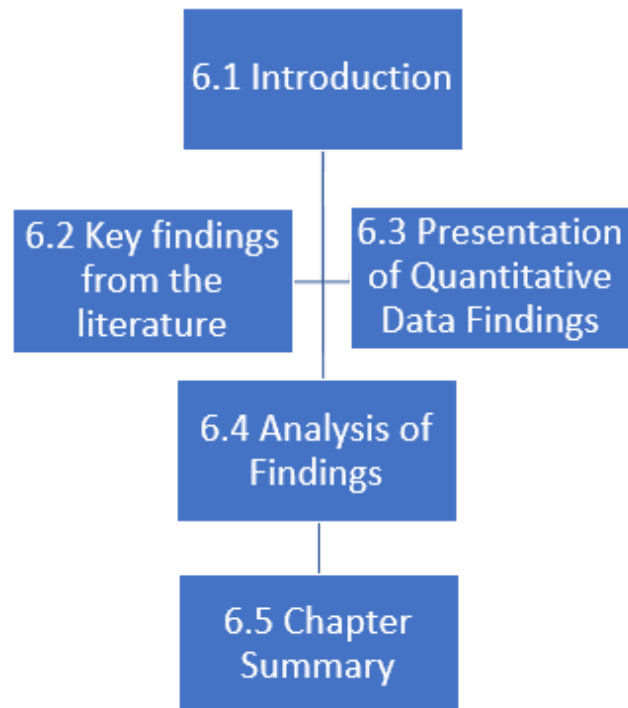 6.1 Introduction
6.2 Key findings
from the
literature
6.3 Presentation
of Quantitative
Data Findings
6.4 Analysis of
Findings
6.5 Chapter
Summary